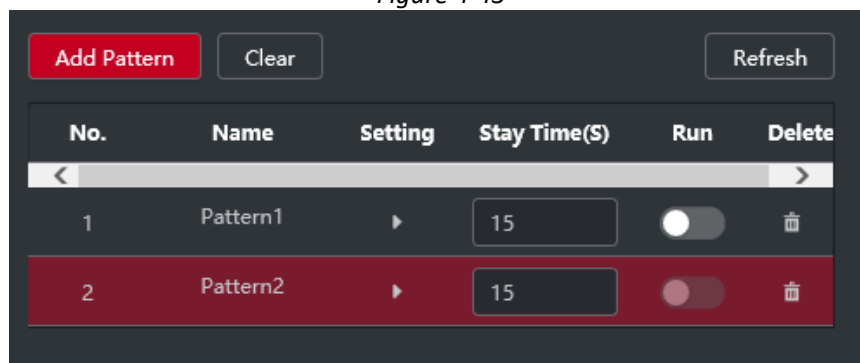 Add Pattern Clear Refresh
No. Name Setting Stay Time(S) Run Delete
1 Pattern1 15
2 Pattern2 15